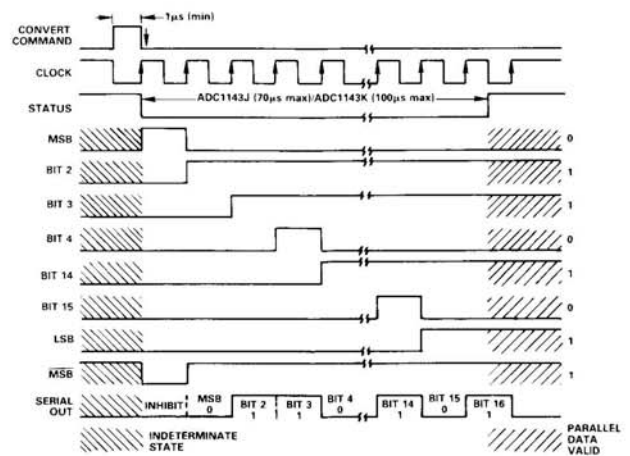 1µs (min)
CONVERT
COMMAND
CLOCK
ADC1143J (70µs max)/ADC1143K (100µs max)
STATUS
MSB 0
BIT 2 1
BIT 3 1
BIT 4 0
BIT 14 1
BIT 15 0
LSB 1
MSB 1
SERIAL
OUT
INHIBIT
MSB
0
BIT 2
1
BIT 3
1
BIT 4
0
BIT 14
1
BIT 15
0
BIT 16
1
INDETERMINATE
STATE
PARALLEL
DATA
VALID